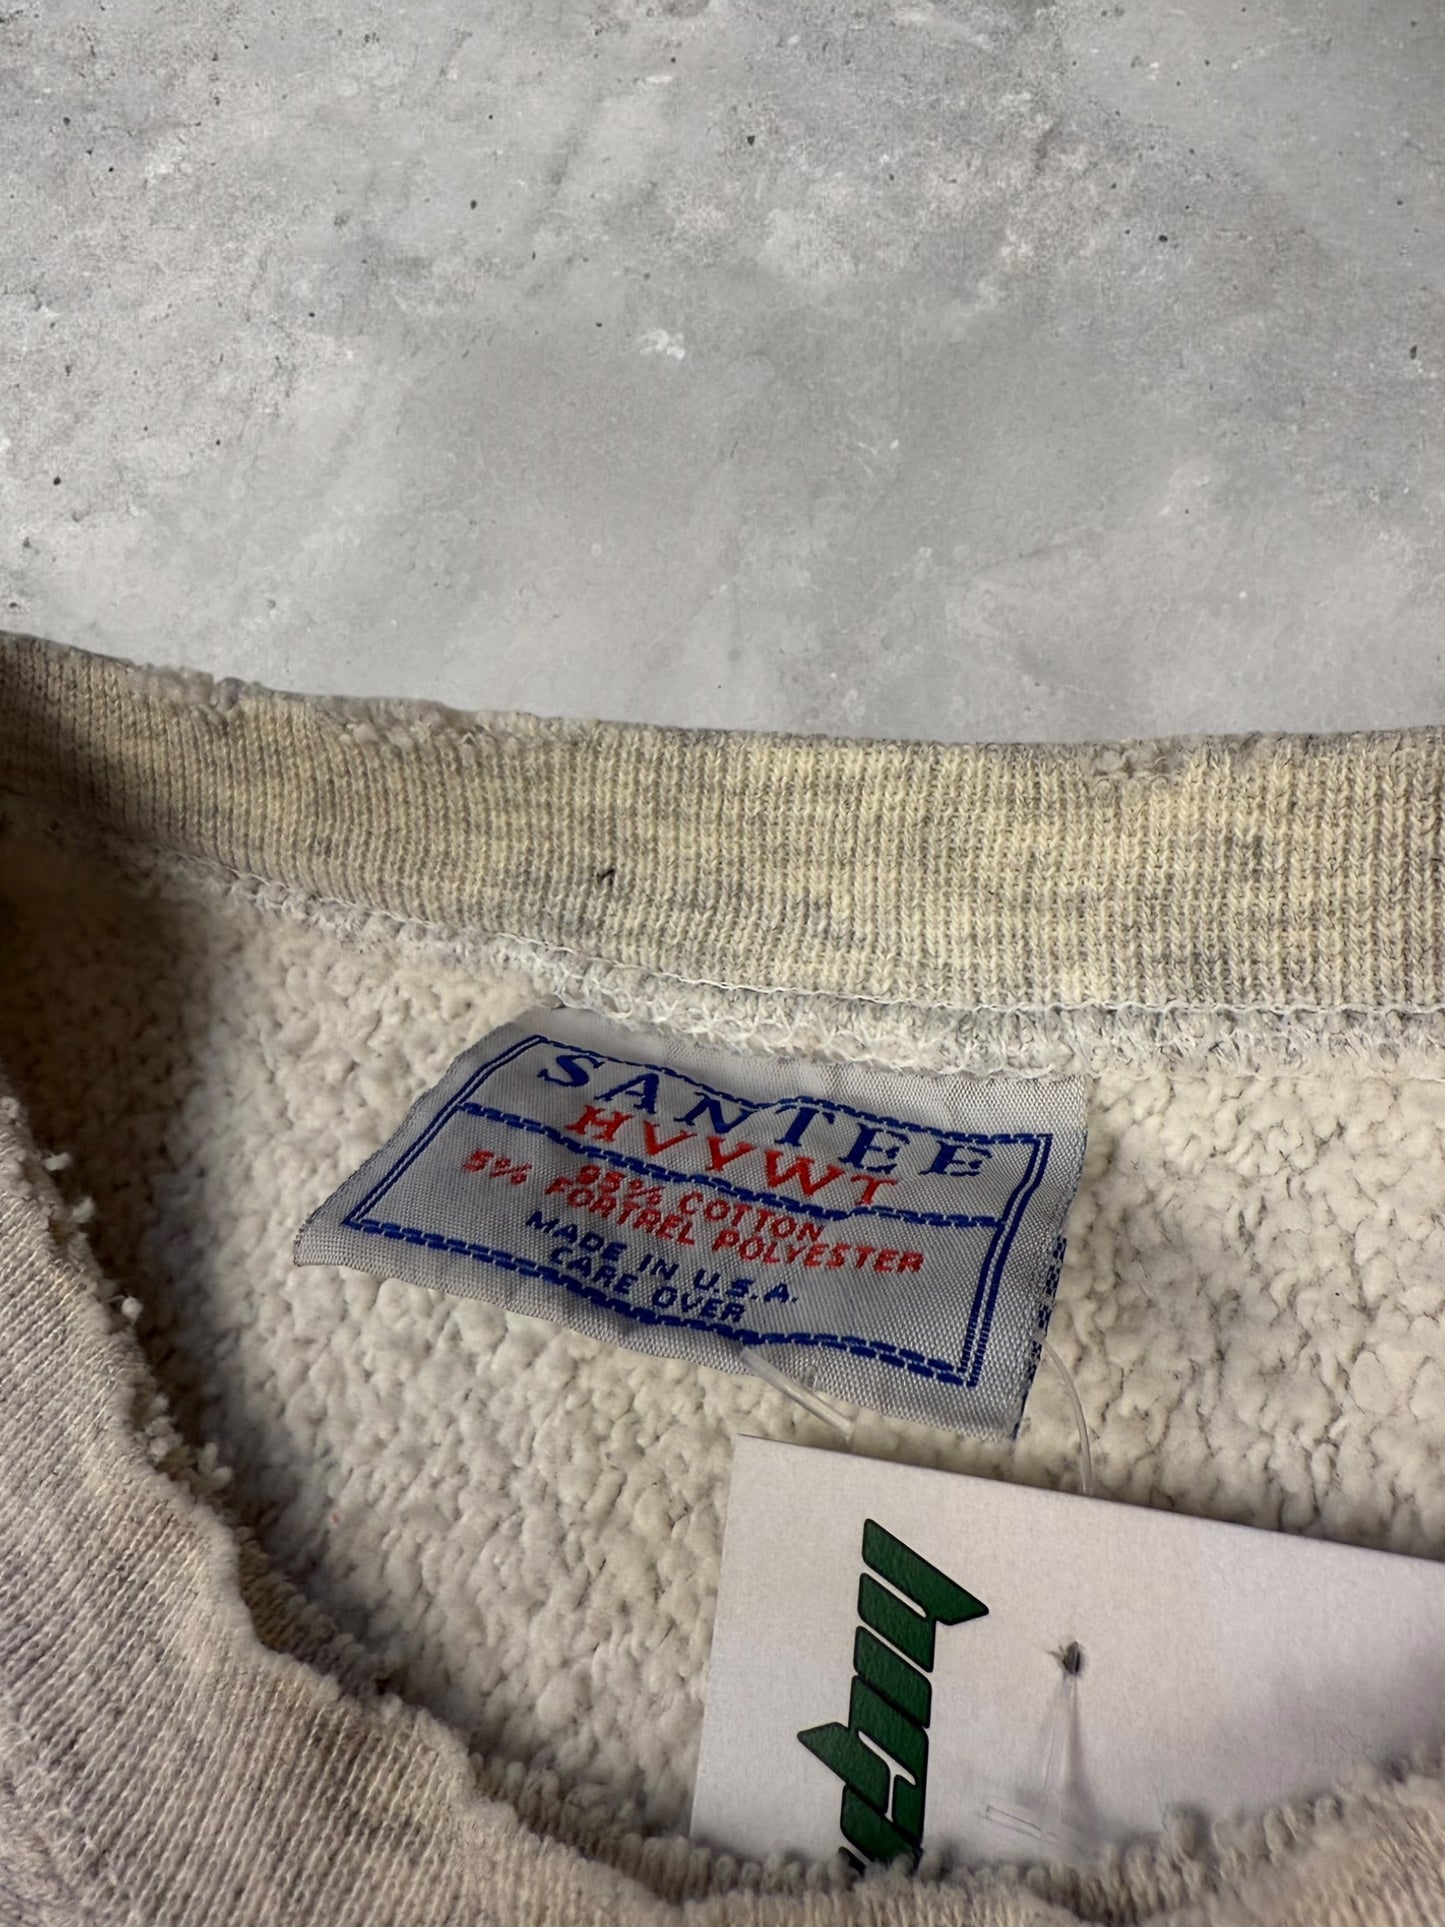 SANTEE
HVYWT
95% COTTON
5% FORTREL POLYESTER
MADE IN U.S.A.
CARE OVER